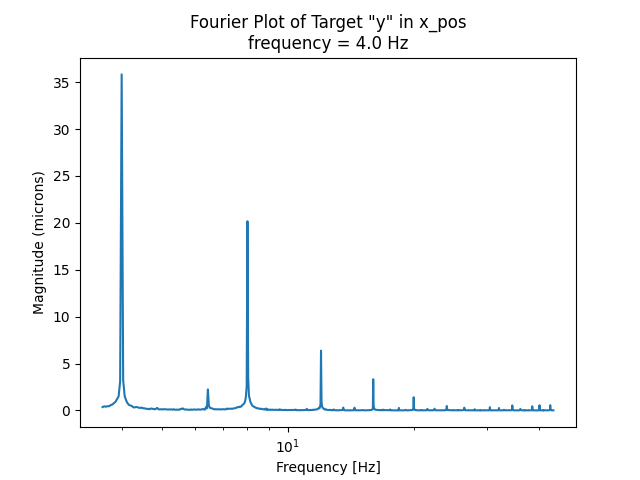 Fourier Plot of Target "y" in x_pos
frequency = 4.0 Hz
Magnitude (microns)
35
30
25
20
15
10
5
0
10¹
Frequency [Hz]